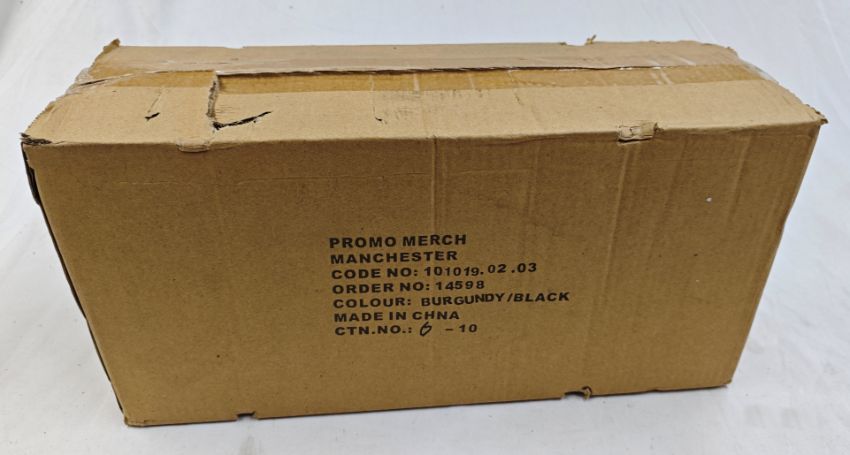 PROMO MERCH
MANCHESTER
CODE NO: 101019.02.03
ORDER NO: 14598
COLOUR: BURGUNDY/BLACK
MADE IN CHNA
CTN.NO.: 6 - 10